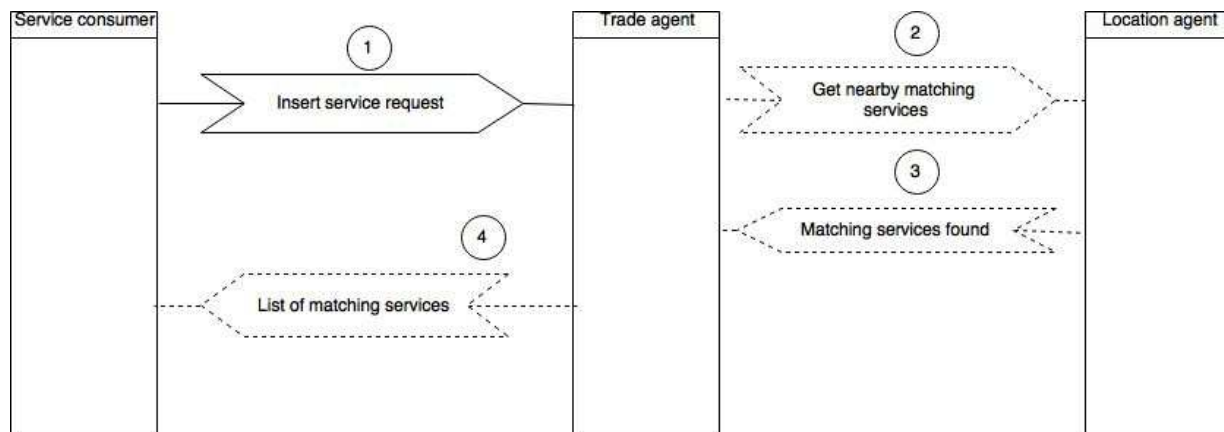 Service consumer
Trade agent
Location agent
1
2
Insert service request
Get nearby matching
services
3
Matching services found
4
List of matching services